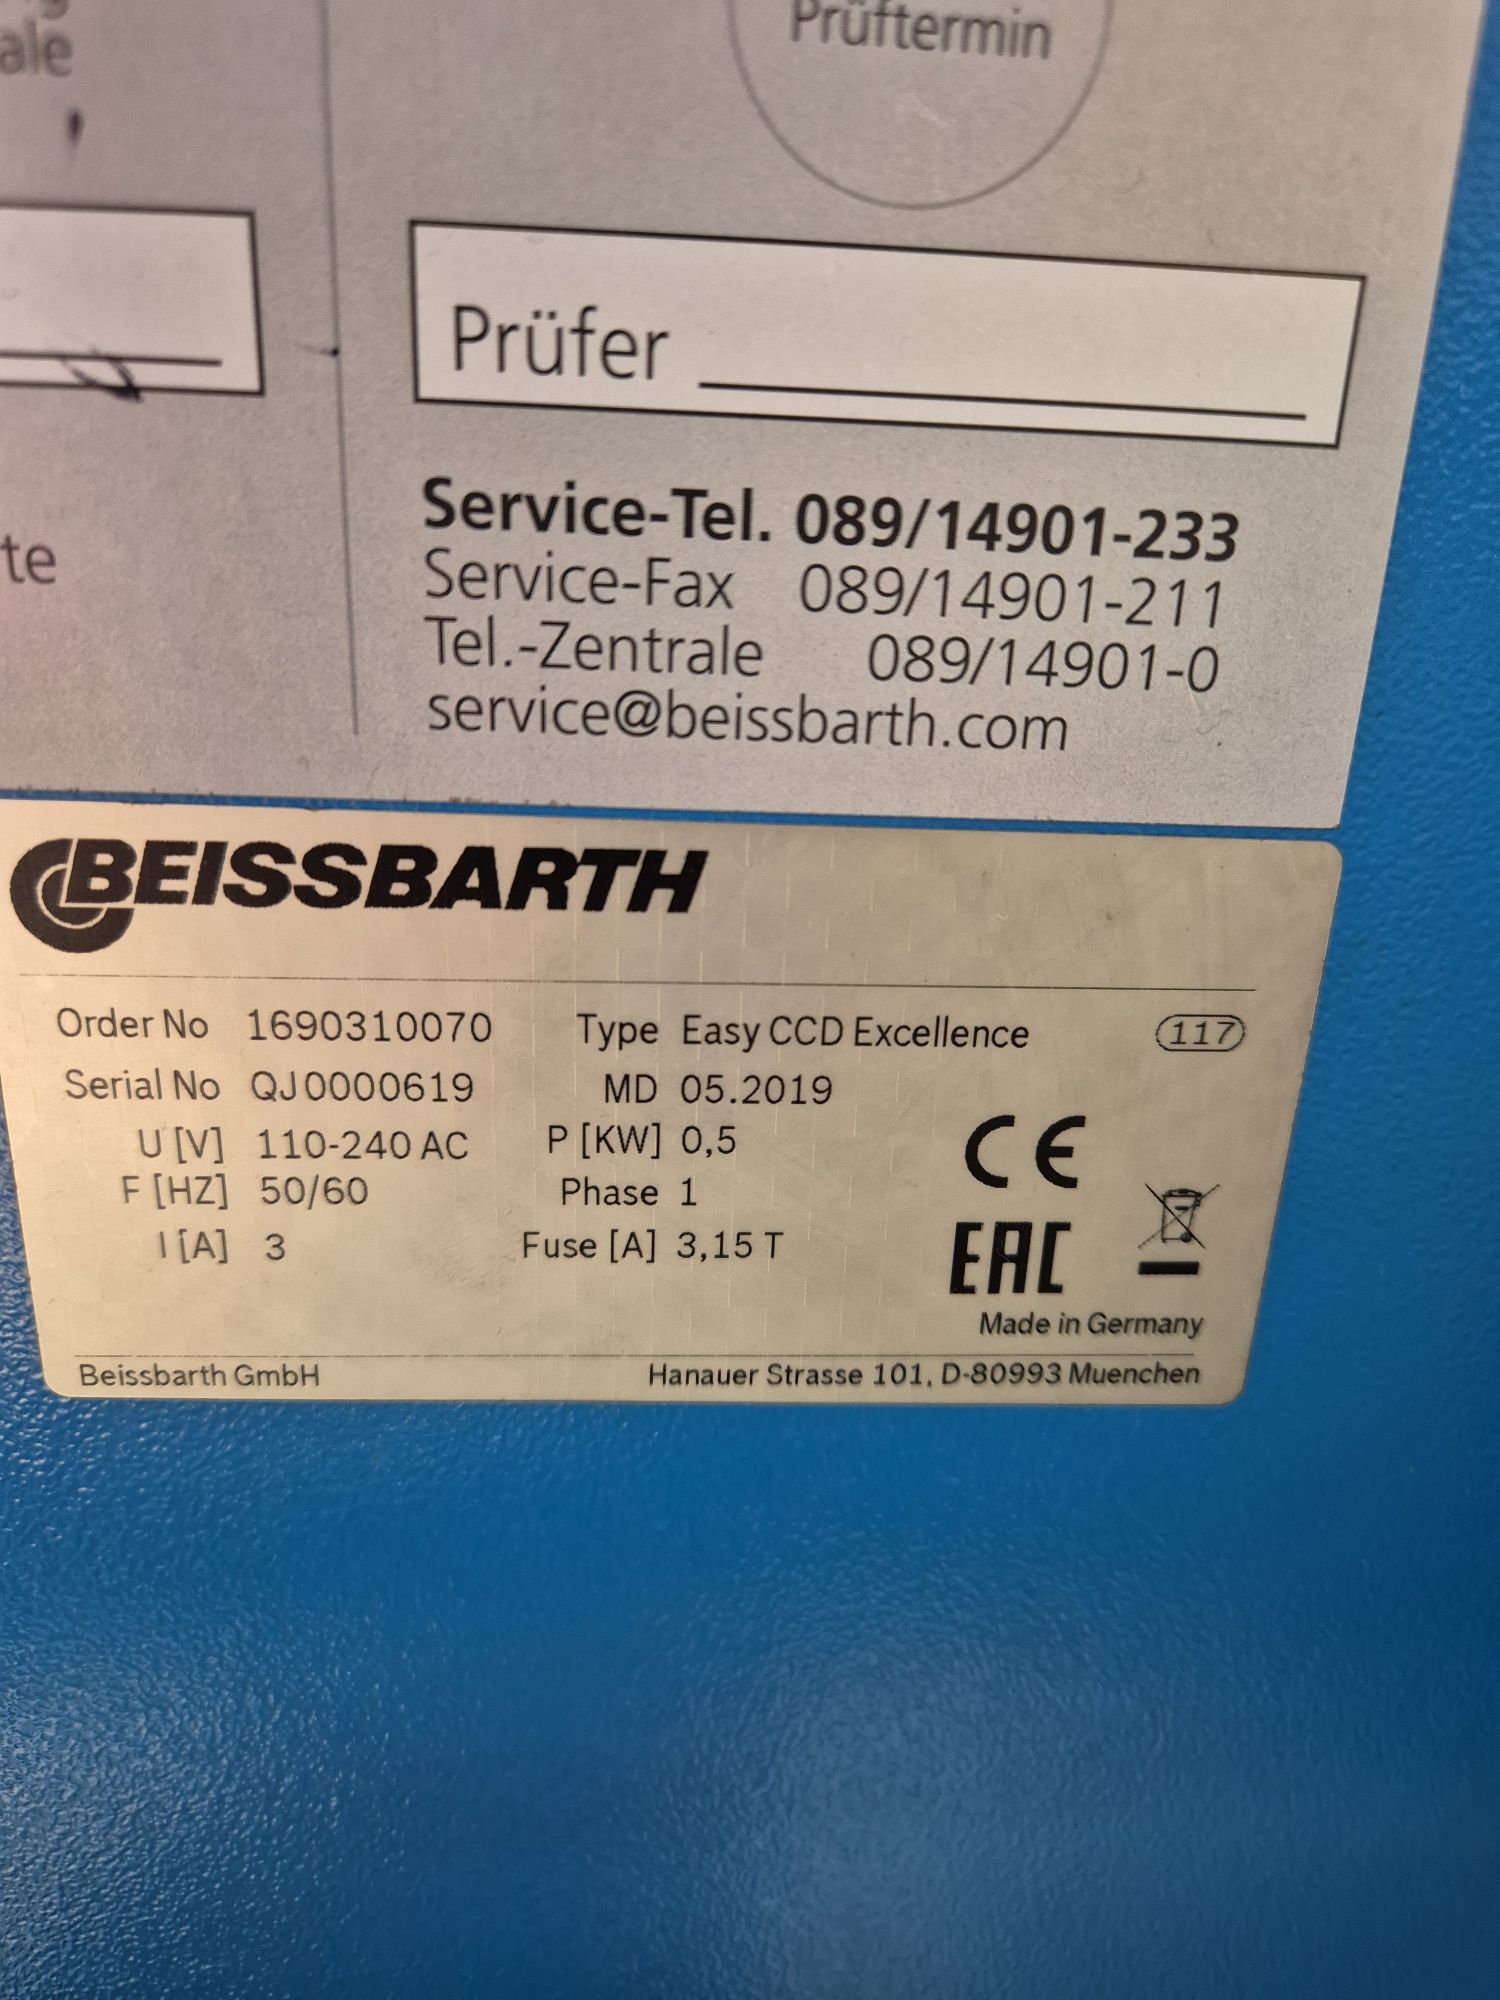 ale
Prüftermin
Prüfer
te
Service-Tel. 089/14901-233
Service-Fax 089/14901-211
Tel.-Zentrale 089/14901-0
service@beissbarth.com
BEISSBARTH
Order No 1690310070 Type Easy CCD Excellence 117
Serial No QJ0000619 MD 05.2019
U [V] 110-240 AC P [KW] 0,5
F [HZ] 50/60 Phase 1
I [A] 3 Fuse [A] 3,15 T
CE
EAC
Made in Germany
Beissbarth GmbH Hanauer Strasse 101, D-80993 Muenchen